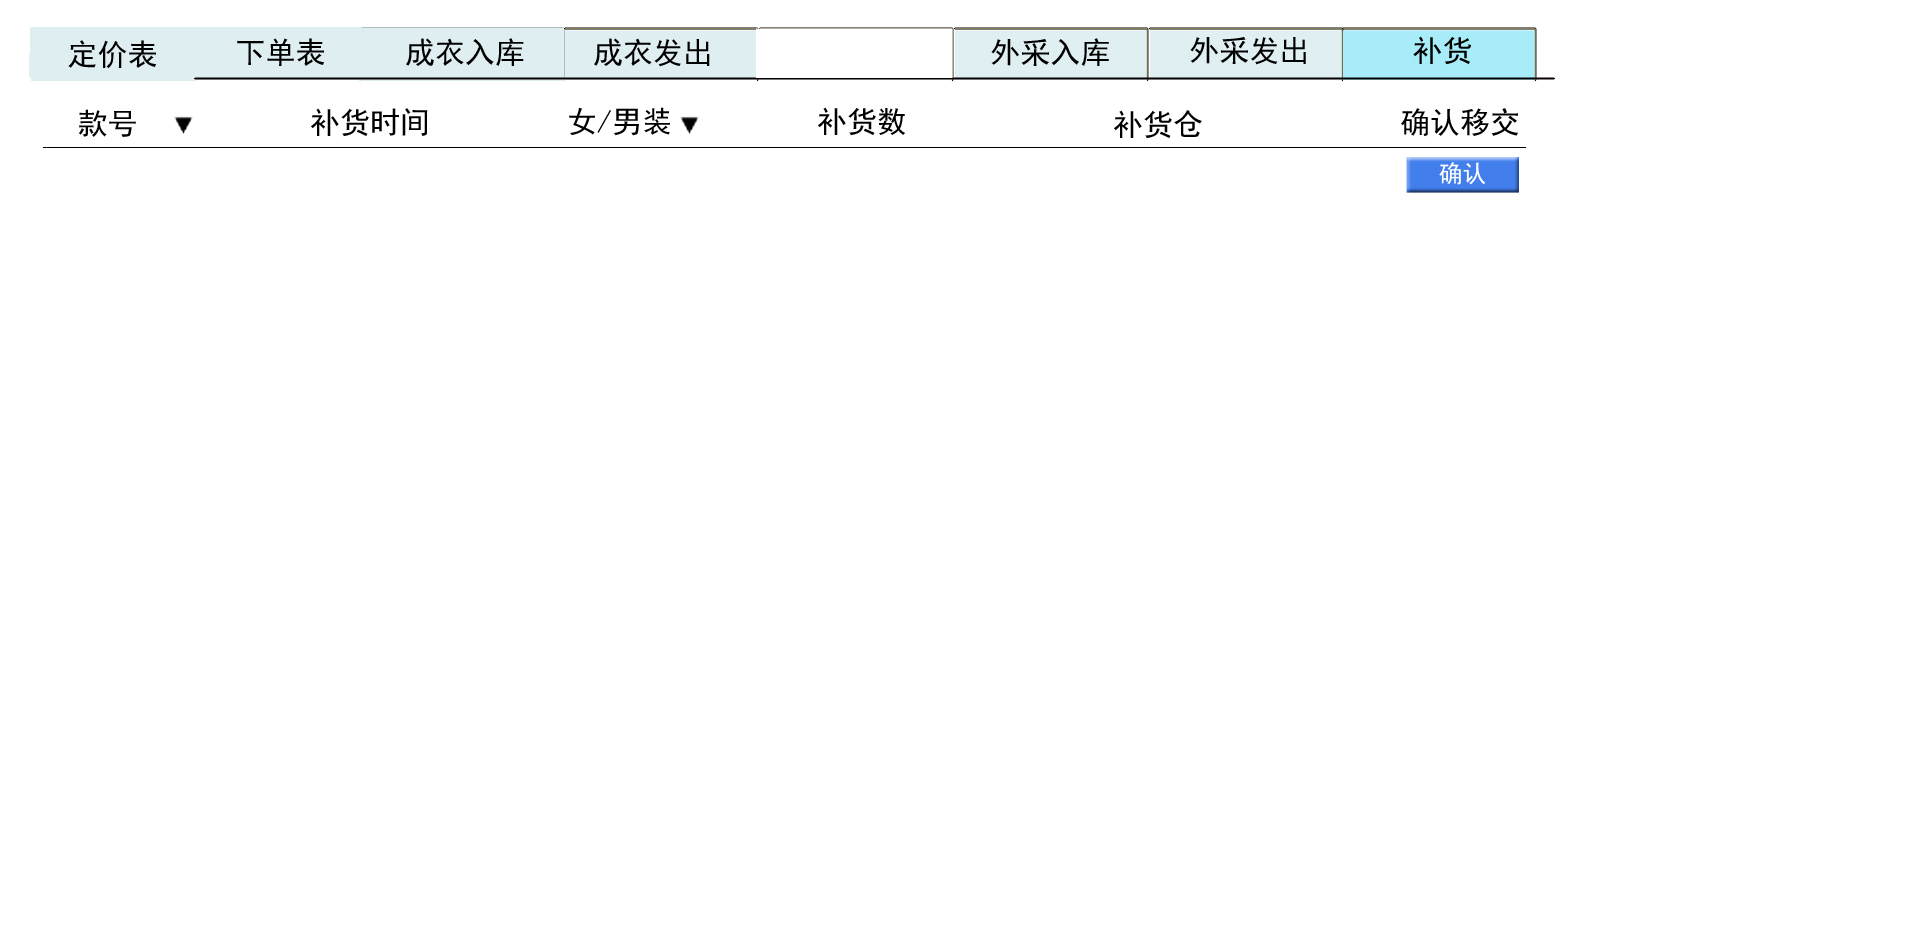 定价表 下单表 成衣入库 成衣发出 外采入库 外采发出 补货
款号 ▼ 补货时间 女/男装▼ 补货数 补货仓 确认移交
确认